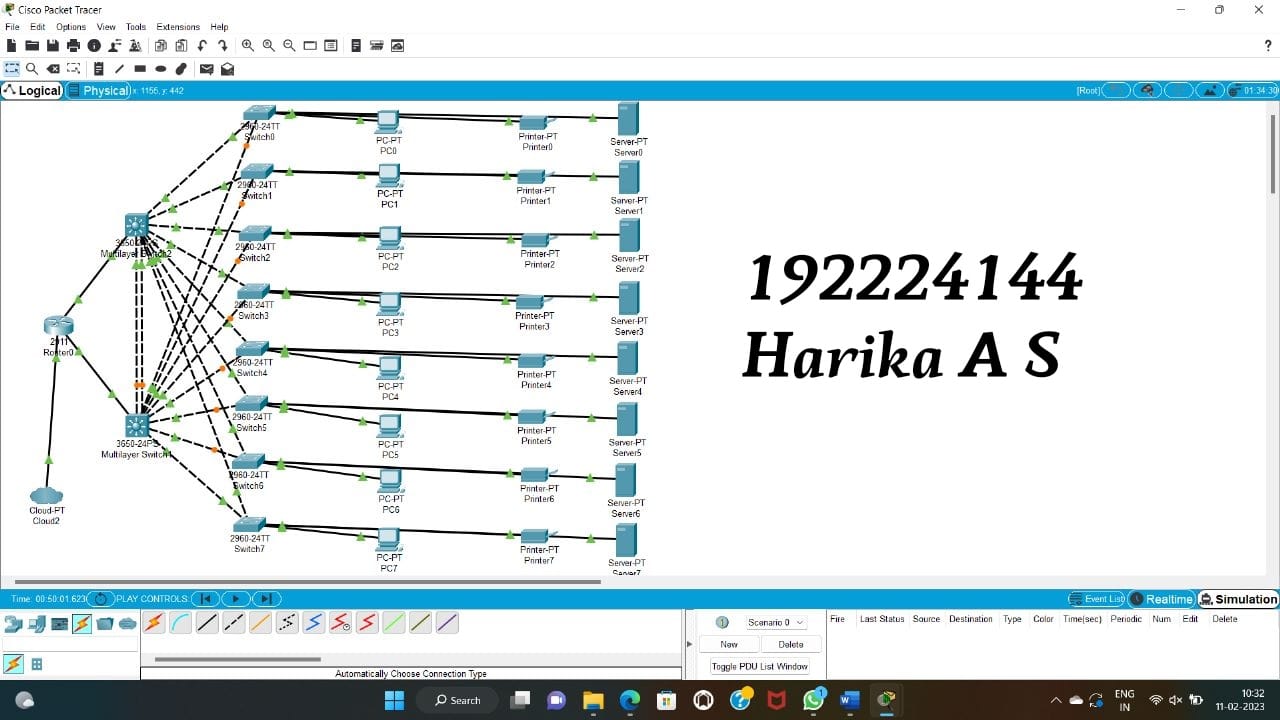 Cisco Packet Tracer
File Edit Options View Tools Extensions Help
Logical Physical x: 1155, y: 442 [Root] 01:34:30
2960-24TT
Switch0
PC-PT
PC0
Printer-PT
Printer0
Server-PT
Server0
2960-24TT
Switch1
PC-PT
PC1
Printer-PT
Printer1
Server-PT
Server1
2960-24TT
Switch2
PC-PT
PC2
Printer-PT
Printer2
Server-PT
Server2
Multilayer Switch2
2960-24TT
Switch3
PC-PT
PC3
Printer-PT
Printer3
Server-PT
Server3
2911
Router0
2960-24TT
Switch4
PC-PT
PC4
Printer-PT
Printer4
Server-PT
Server4
2960-24TT
Switch5
PC-PT
PC5
Printer-PT
Printer5
Server-PT
Server5
3650-24PS
Multilayer Switch1
2960-24TT
Switch6
PC-PT
PC6
Printer-PT
Printer6
Server-PT
Server6
Cloud-PT
Cloud2
2960-24TT
Switch7
PC-PT
PC7
Printer-PT
Printer7
Server-PT
Server7
192224144
Harika A S
Time: 00:50:01.623 PLAY CONTROLS: Event List Realtime Simulation
Scenario 0 Fire Last Status Source Destination Type Color Time(sec) Periodic Num Edit Delete
New Delete
Toggle PDU List Window
Automatically Choose Connection Type
Search 1 ENG 10:32
IN 11-02-2023